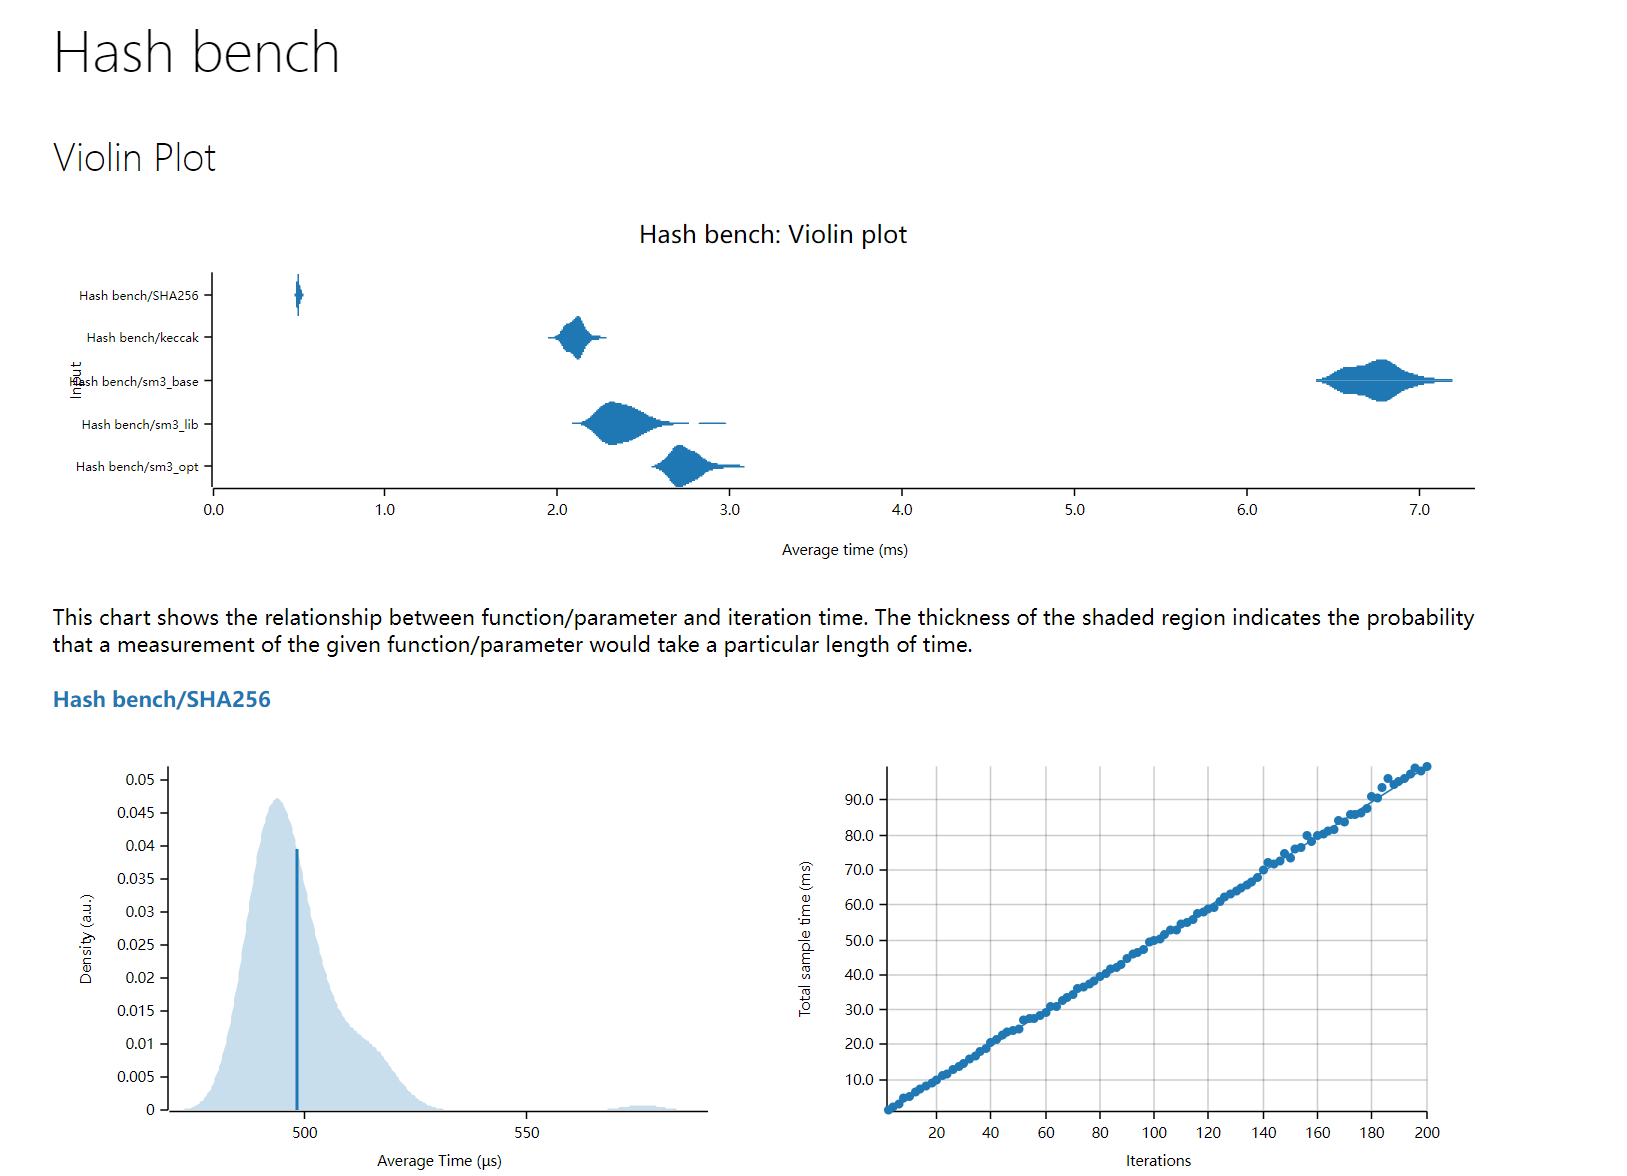 Hash bench
Violin Plot
Hash bench: Violin plot
Input
Hash bench/SHA256
Hash bench/keccak
Hash bench/sm3_base
Hash bench/sm3_lib
Hash bench/sm3_opt
0.0 1.0 2.0 3.0 4.0 5.0 6.0 7.0
Average time (ms)
This chart shows the relationship between function/parameter and iteration time. The thickness of the shaded region indicates the probability
that a measurement of the given function/parameter would take a particular length of time.
Hash bench/SHA256
Density (a.u.)
0.05
0.045
0.04
0.035
0.03
0.025
0.02
0.015
0.01
0.005
0
500 550
Average Time (µs)
Total sample time (ms)
90.0
80.0
70.0
60.0
50.0
40.0
30.0
20.0
10.0
20 40 60 80 100 120 140 160 180 200
Iterations